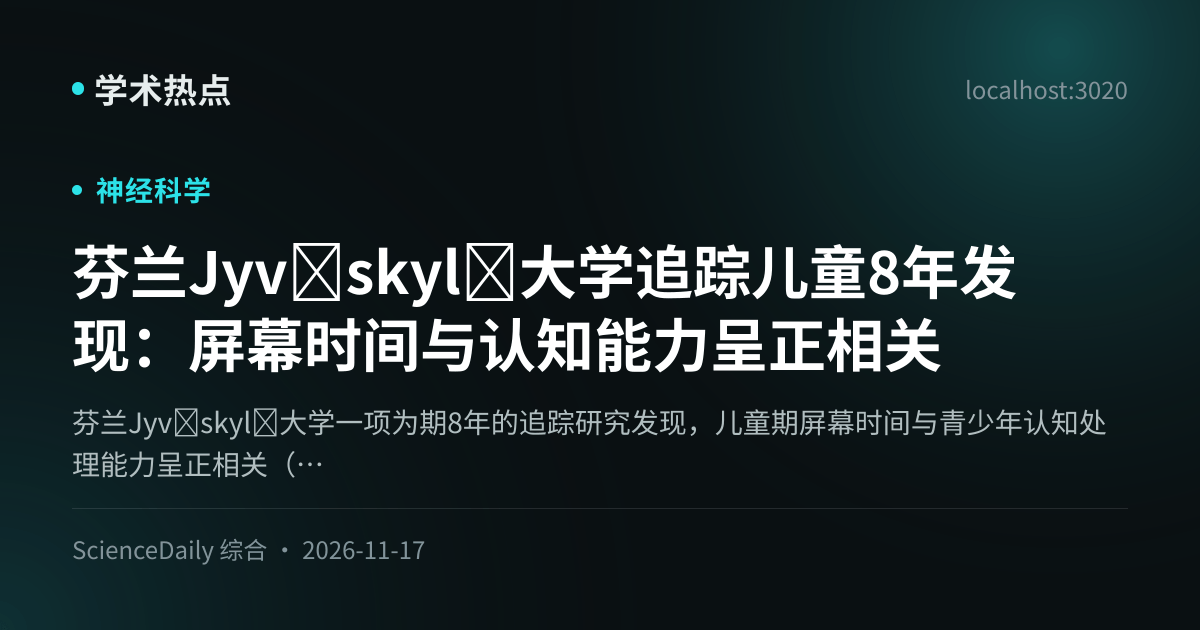 学术热点
localhost:3020
神经科学
芬兰Jyv☒skyl☒大学追踪儿童8年发
现：屏幕时间与认知能力呈正相关
芬兰Jyv☒skyl☒大学一项为期8年的追踪研究发现，儿童期屏幕时间与青少年认知处
理能力呈正相关（…
ScienceDaily 综合 · 2026-11-17